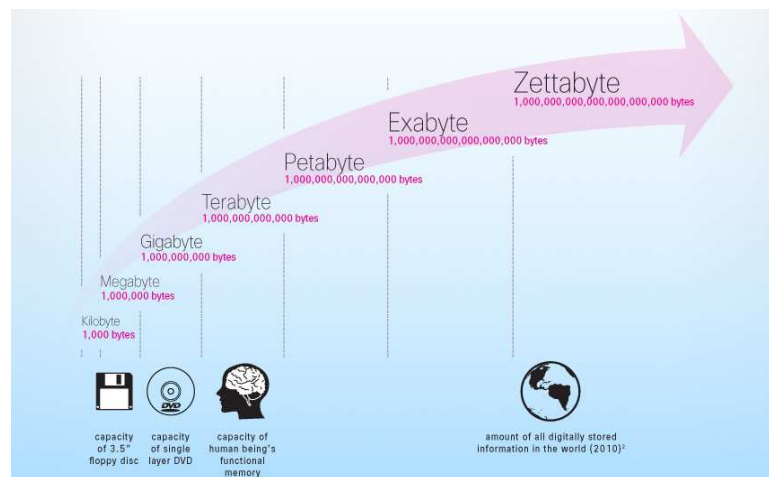 Zettabyte
1,000,000,000,000,000,000,000 bytes
Exabyte
1,000,000,000,000,000,000 bytes
Petabyte
1,000,000,000,000,000 bytes
Terabyte
1,000,000,000,000 bytes
Gigabyte
1,000,000,000 bytes
Megabyte
1,000,000 bytes
Kilobyte
1,000 bytes
DVD
capacity
of 3.5"
floppy disc
capacity
of single
layer DVD
capacity of
human being's
functional
memory
amount of all digitally stored
information in the world (2010)²